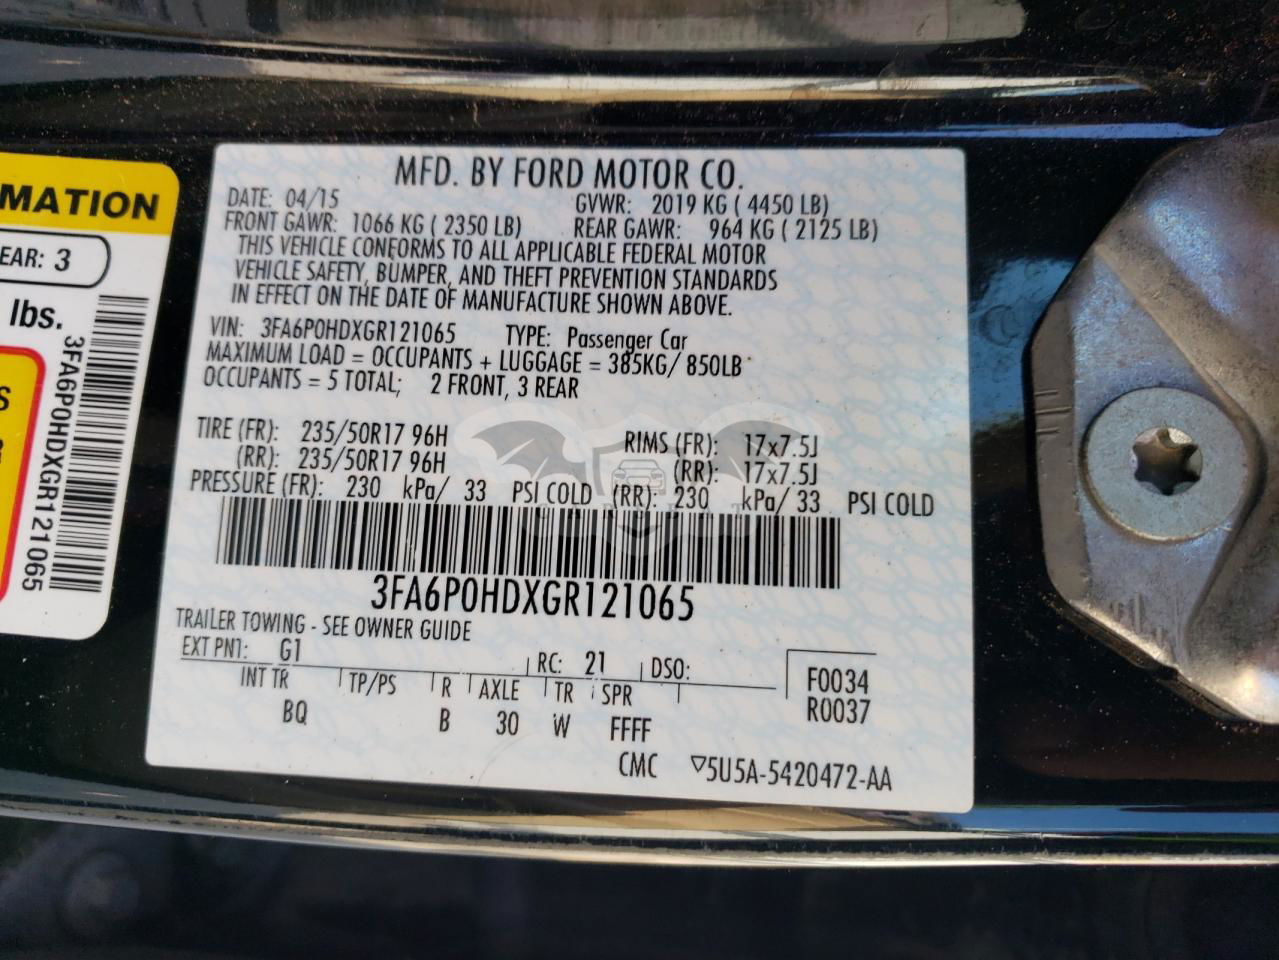 MFD. BY FORD MOTOR CO.
DATE: 04/15 GVWR: 2019 KG ( 4450 LB)
FRONT GAWR: 1066 KG ( 2350 LB) REAR GAWR: 964 KG ( 2125 LB)
THIS VEHICLE CONFORMS TO ALL APPLICABLE FEDERAL MOTOR
VEHICLE SAFETY, BUMPER, AND THEFT PREVENTION STANDARDS
IN EFFECT ON THE DATE OF MANUFACTURE SHOWN ABOVE.
VIN: 3FA6P0HDXGR121065 TYPE: Passenger Car
MAXIMUM LOAD = OCCUPANTS + LUGGAGE = 385KG/ 850LB
OCCUPANTS = 5 TOTAL; 2 FRONT, 3 REAR
TIRE (FR): 235/50R17 96H RIMS (FR): 17x7.5J
(RR): 235/50R17 96H (RR): 17x7.5J
PRESSURE (FR): 230 kPa/ 33 PSI COLD (RR): 230 kPa/ 33 PSI COLD
3FA6P0HDXGR121065
TRAILER TOWING - SEE OWNER GUIDE
EXT PNT: G1 RC: 21 DSO: F0034
INT TR TP/PS R AXLE TR SPR R0037
BQ B 30 W FFFF
CMC ▽5U5A-5420472-AA
MATION
EAR: 3
lbs.
3FA6P0HDXGR121065
S